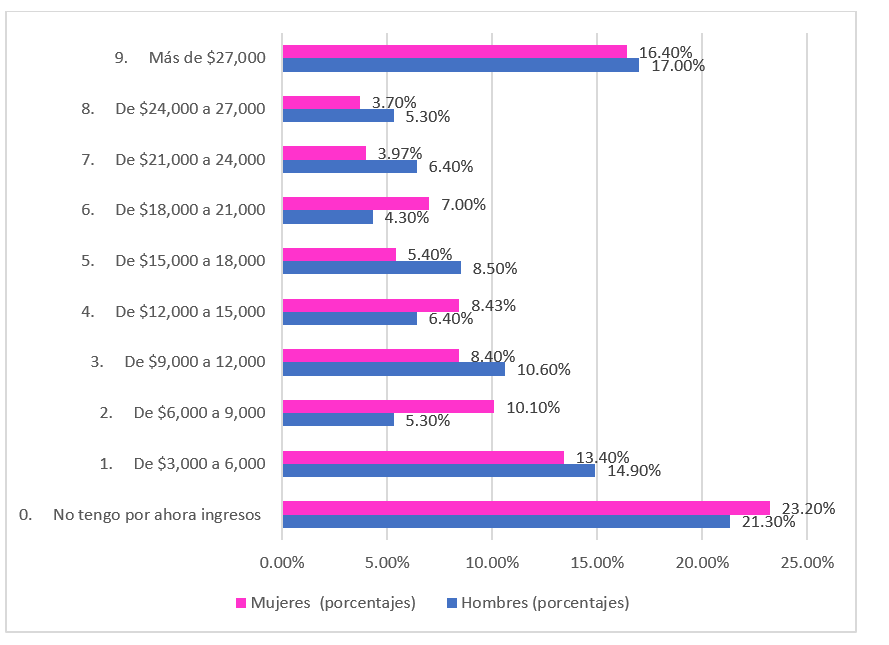 9. Más de $27,000
16.40%
17.00%
8. De $24,000 a 27,000
3.70%
5.30%
7. De $21,000 a 24,000
3.97%
6.40%
6. De $18,000 a 21,000
7.00%
4.30%
5. De $15,000 a 18,000
5.40%
8.50%
4. De $12,000 a 15,000
8.43%
6.40%
3. De $9,000 a 12,000
8.40%
10.60%
2. De $6,000 a 9,000
10.10%
5.30%
1. De $3,000 a 6,000
13.40%
14.90%
0. No tengo por ahora ingresos
23.20%
21.30%
0.00% 5.00% 10.00% 15.00% 20.00% 25.00%
Mujeres (porcentajes) Hombres (porcentajes)